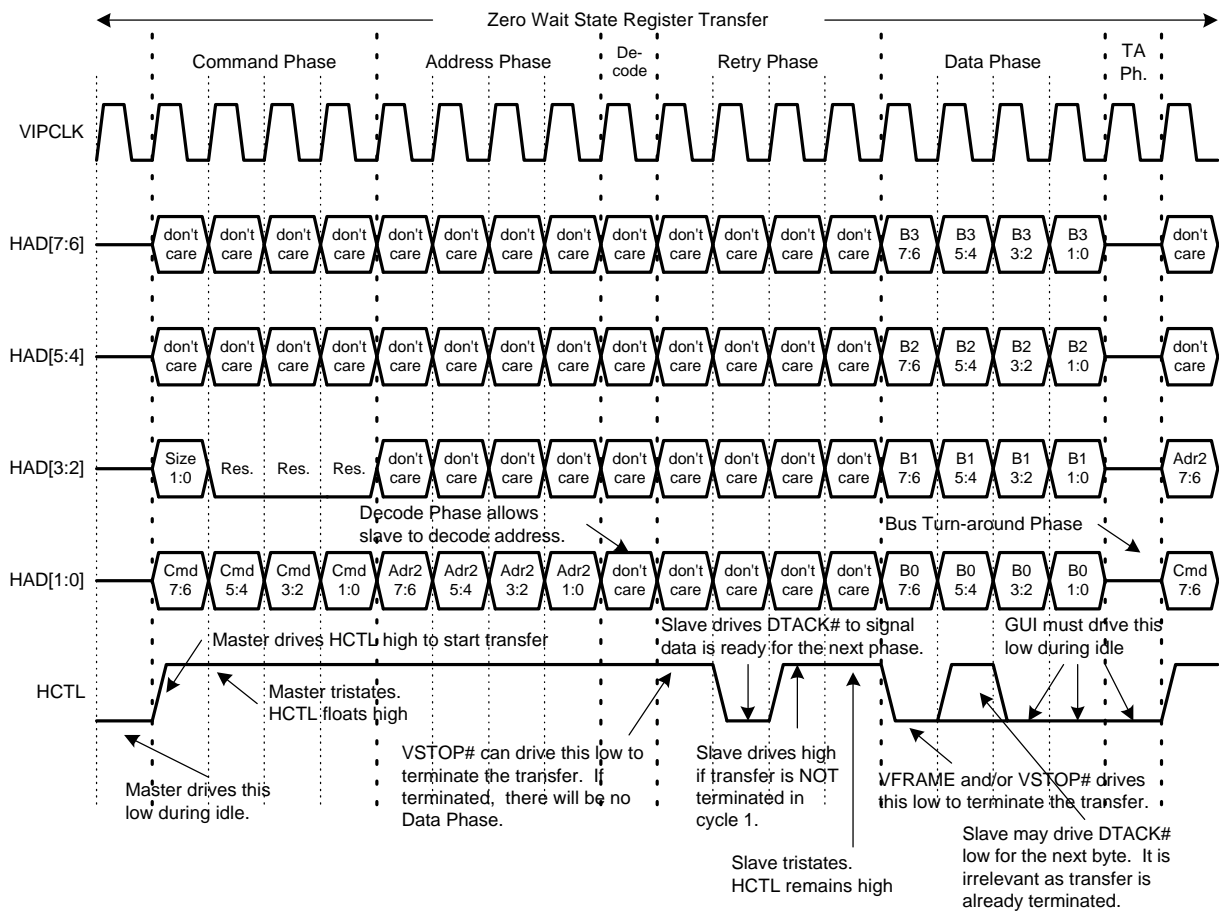 Zero Wait State Register Transfer
Command Phase
Address Phase
De-
code
Retry Phase
Data Phase
TA
Ph.
VIPCLK
HAD[7:6]
don't care don't care don't care don't care don't care don't care don't care don't care don't care don't care don't care don't care don't care B3 7:6 B3 5:4 B3 3:2 B3 1:0 don't care
HAD[5:4]
don't care don't care don't care don't care don't care don't care don't care don't care don't care don't care don't care don't care don't care B2 7:6 B2 5:4 B2 3:2 B2 1:0 don't care
HAD[3:2]
Size 1:0 Res. Res. Res. don't care don't care don't care don't care don't care don't care don't care don't care don't care B1 7:6 B1 5:4 B1 3:2 B1 1:0 Adr2 7:6
Decode Phase allows
slave to decode address.
Bus Turn-around Phase
HAD[1:0]
Cmd 7:6 Cmd 5:4 Cmd 3:2 Cmd 1:0 Adr2 7:6 Adr2 5:4 Adr2 3:2 Adr2 1:0 don't care don't care don't care don't care don't care B0 7:6 B0 5:4 B0 3:2 B0 1:0 Cmd 7:6
Master drives HCTL high to start transfer
Slave drives DTACK# to signal
data is ready for the next phase.
GUI must drive this
low during idle
HCTL
Master tristates.
HCTL floats high
Master drives this
low during idle.
VSTOP# can drive this low to
terminate the transfer. If
terminated, there will be no
Data Phase.
Slave drives high
if transfer is NOT
terminated in
cycle 1.
VFRAME and/or VSTOP# drives
this low to terminate the transfer.
Slave tristates.
HCTL remains high
Slave may drive DTACK#
low for the next byte. It is
irrelevant as transfer is
already terminated.